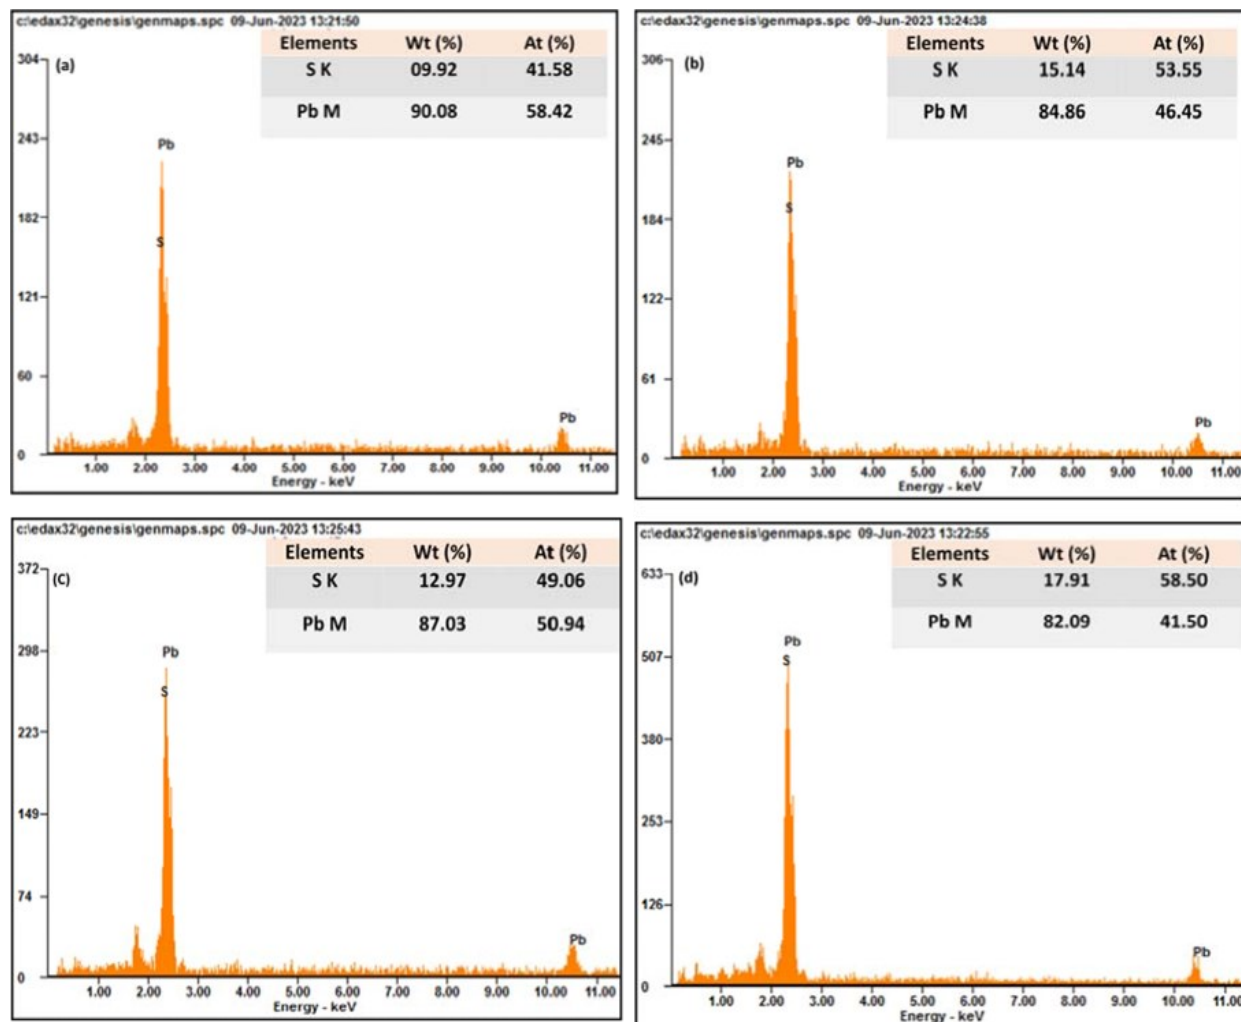 c:\edax32\genesis\genmaps.spc 09-Jun-2023 13:21:50
(a)
Elements Wt (%) At (%)
S K 09.92 41.58
Pb M 90.08 58.42
304
243
182
121
60
0
Pb
S
Pb
1.00 2.00 3.00 4.00 5.00 6.00 7.00 8.00 9.00 10.00 11.00
Energy - keV
c:\edax32\genesis\genmaps.spc 09-Jun-2023 13:24:38
(b)
Elements Wt (%) At (%)
S K 15.14 53.55
Pb M 84.86 46.45
306
245
184
122
61
0
Pb
S
Pb
1.00 2.00 3.00 4.00 5.00 6.00 7.00 8.00 9.00 10.00 11.00
Energy - keV
c:\edax32\genesis\genmaps.spc 09-Jun-2023 13:25:43
(c)
Elements Wt (%) At (%)
S K 12.97 49.06
Pb M 87.03 50.94
372
298
223
149
74
0
Pb
S
Pb
1.00 2.00 3.00 4.00 5.00 6.00 7.00 8.00 9.00 10.00 11.00
Energy - keV
c:\edax32\genesis\genmaps.spc 09-Jun-2023 13:22:55
(d)
Elements Wt (%) At (%)
S K 17.91 58.50
Pb M 82.09 41.50
633
507
380
253
126
0
Pb
S
Pb
1.00 2.00 3.00 4.00 5.00 6.00 7.00 8.00 9.00 10.00 11.00
Energy - keV